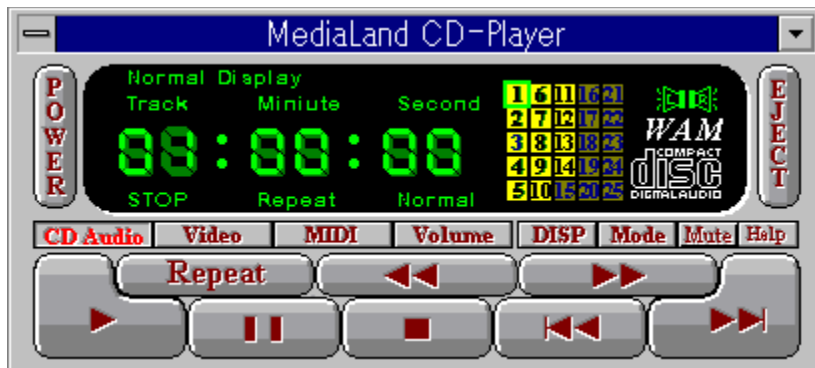 MediaLand CD-Player
POWER
Normal Display
Track Miniute Second
88:88:88
STOP Repeat Normal
1 6 11 16 21
2 7 12 17 22
3 8 13 18 23
4 9 14 19 24
5 10 15 20 25
WAM
COMPACT
disc
DIGITAL AUDIO
EJECT
CD Audio Video MIDI Volume DISP Mode Mute Help
Repeat